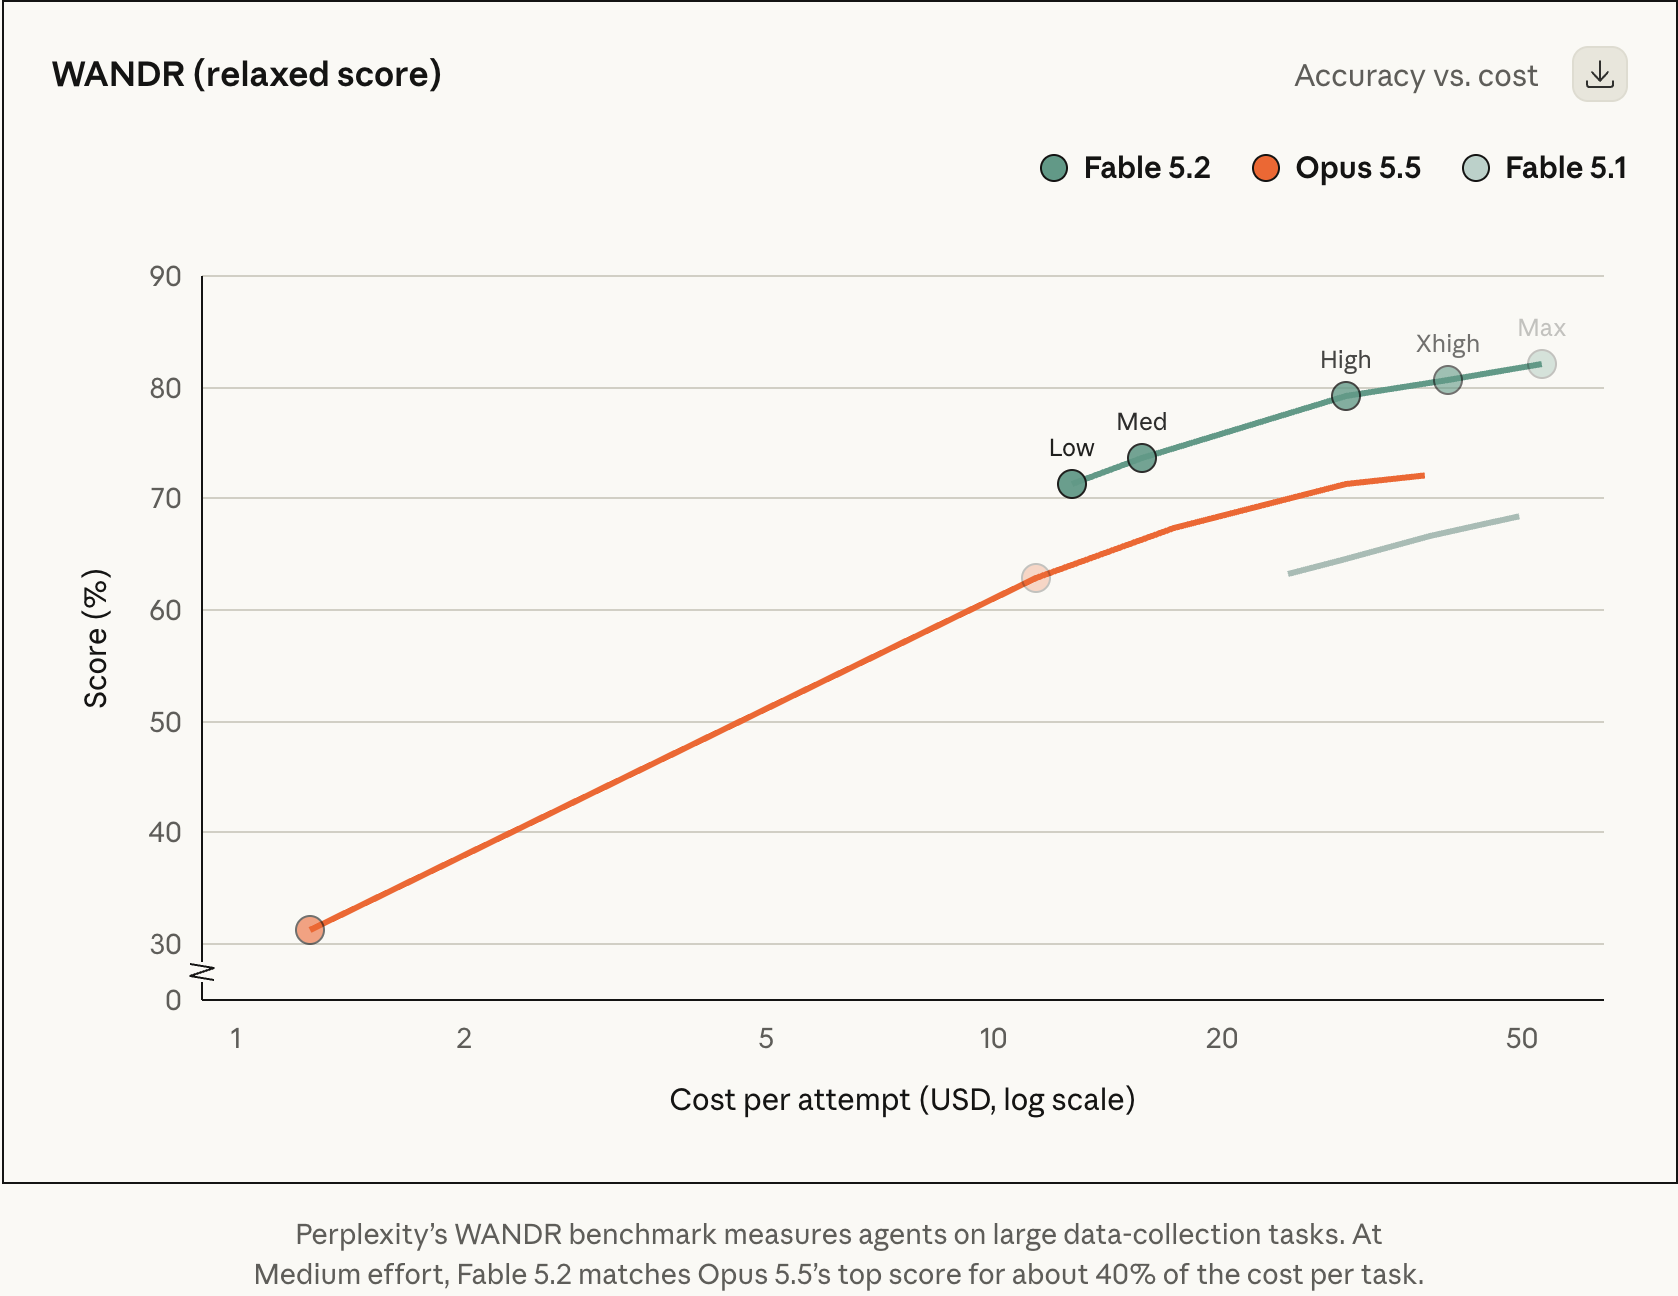 WANDR (relaxed score)
Accuracy vs. cost
Fable 5.2
Opus 5.5
Fable 5.1
90
80
70
60
50
40
30
0
Score (%)
Low
Med
High
Xhigh
Max
1
2
5
10
20
50
Cost per attempt (USD, log scale)
Perplexity’s WANDR benchmark measures agents on large data-collection tasks. At
Medium effort, Fable 5.2 matches Opus 5.5’s top score for about 40% of the cost per task.